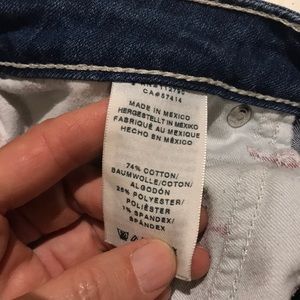 CA#57414
MADE IN MEXICO
HERGESTELLT IN MEXIKO
FABRIQUÉ AU MEXIQUE
HECHO EN MÉXICO
74% COTTON/
BAUMWOLLE/COTON/
ALGODÓN
25% POLYESTER/
POLIÉSTER
1% SPANDEX/
SPANDEX